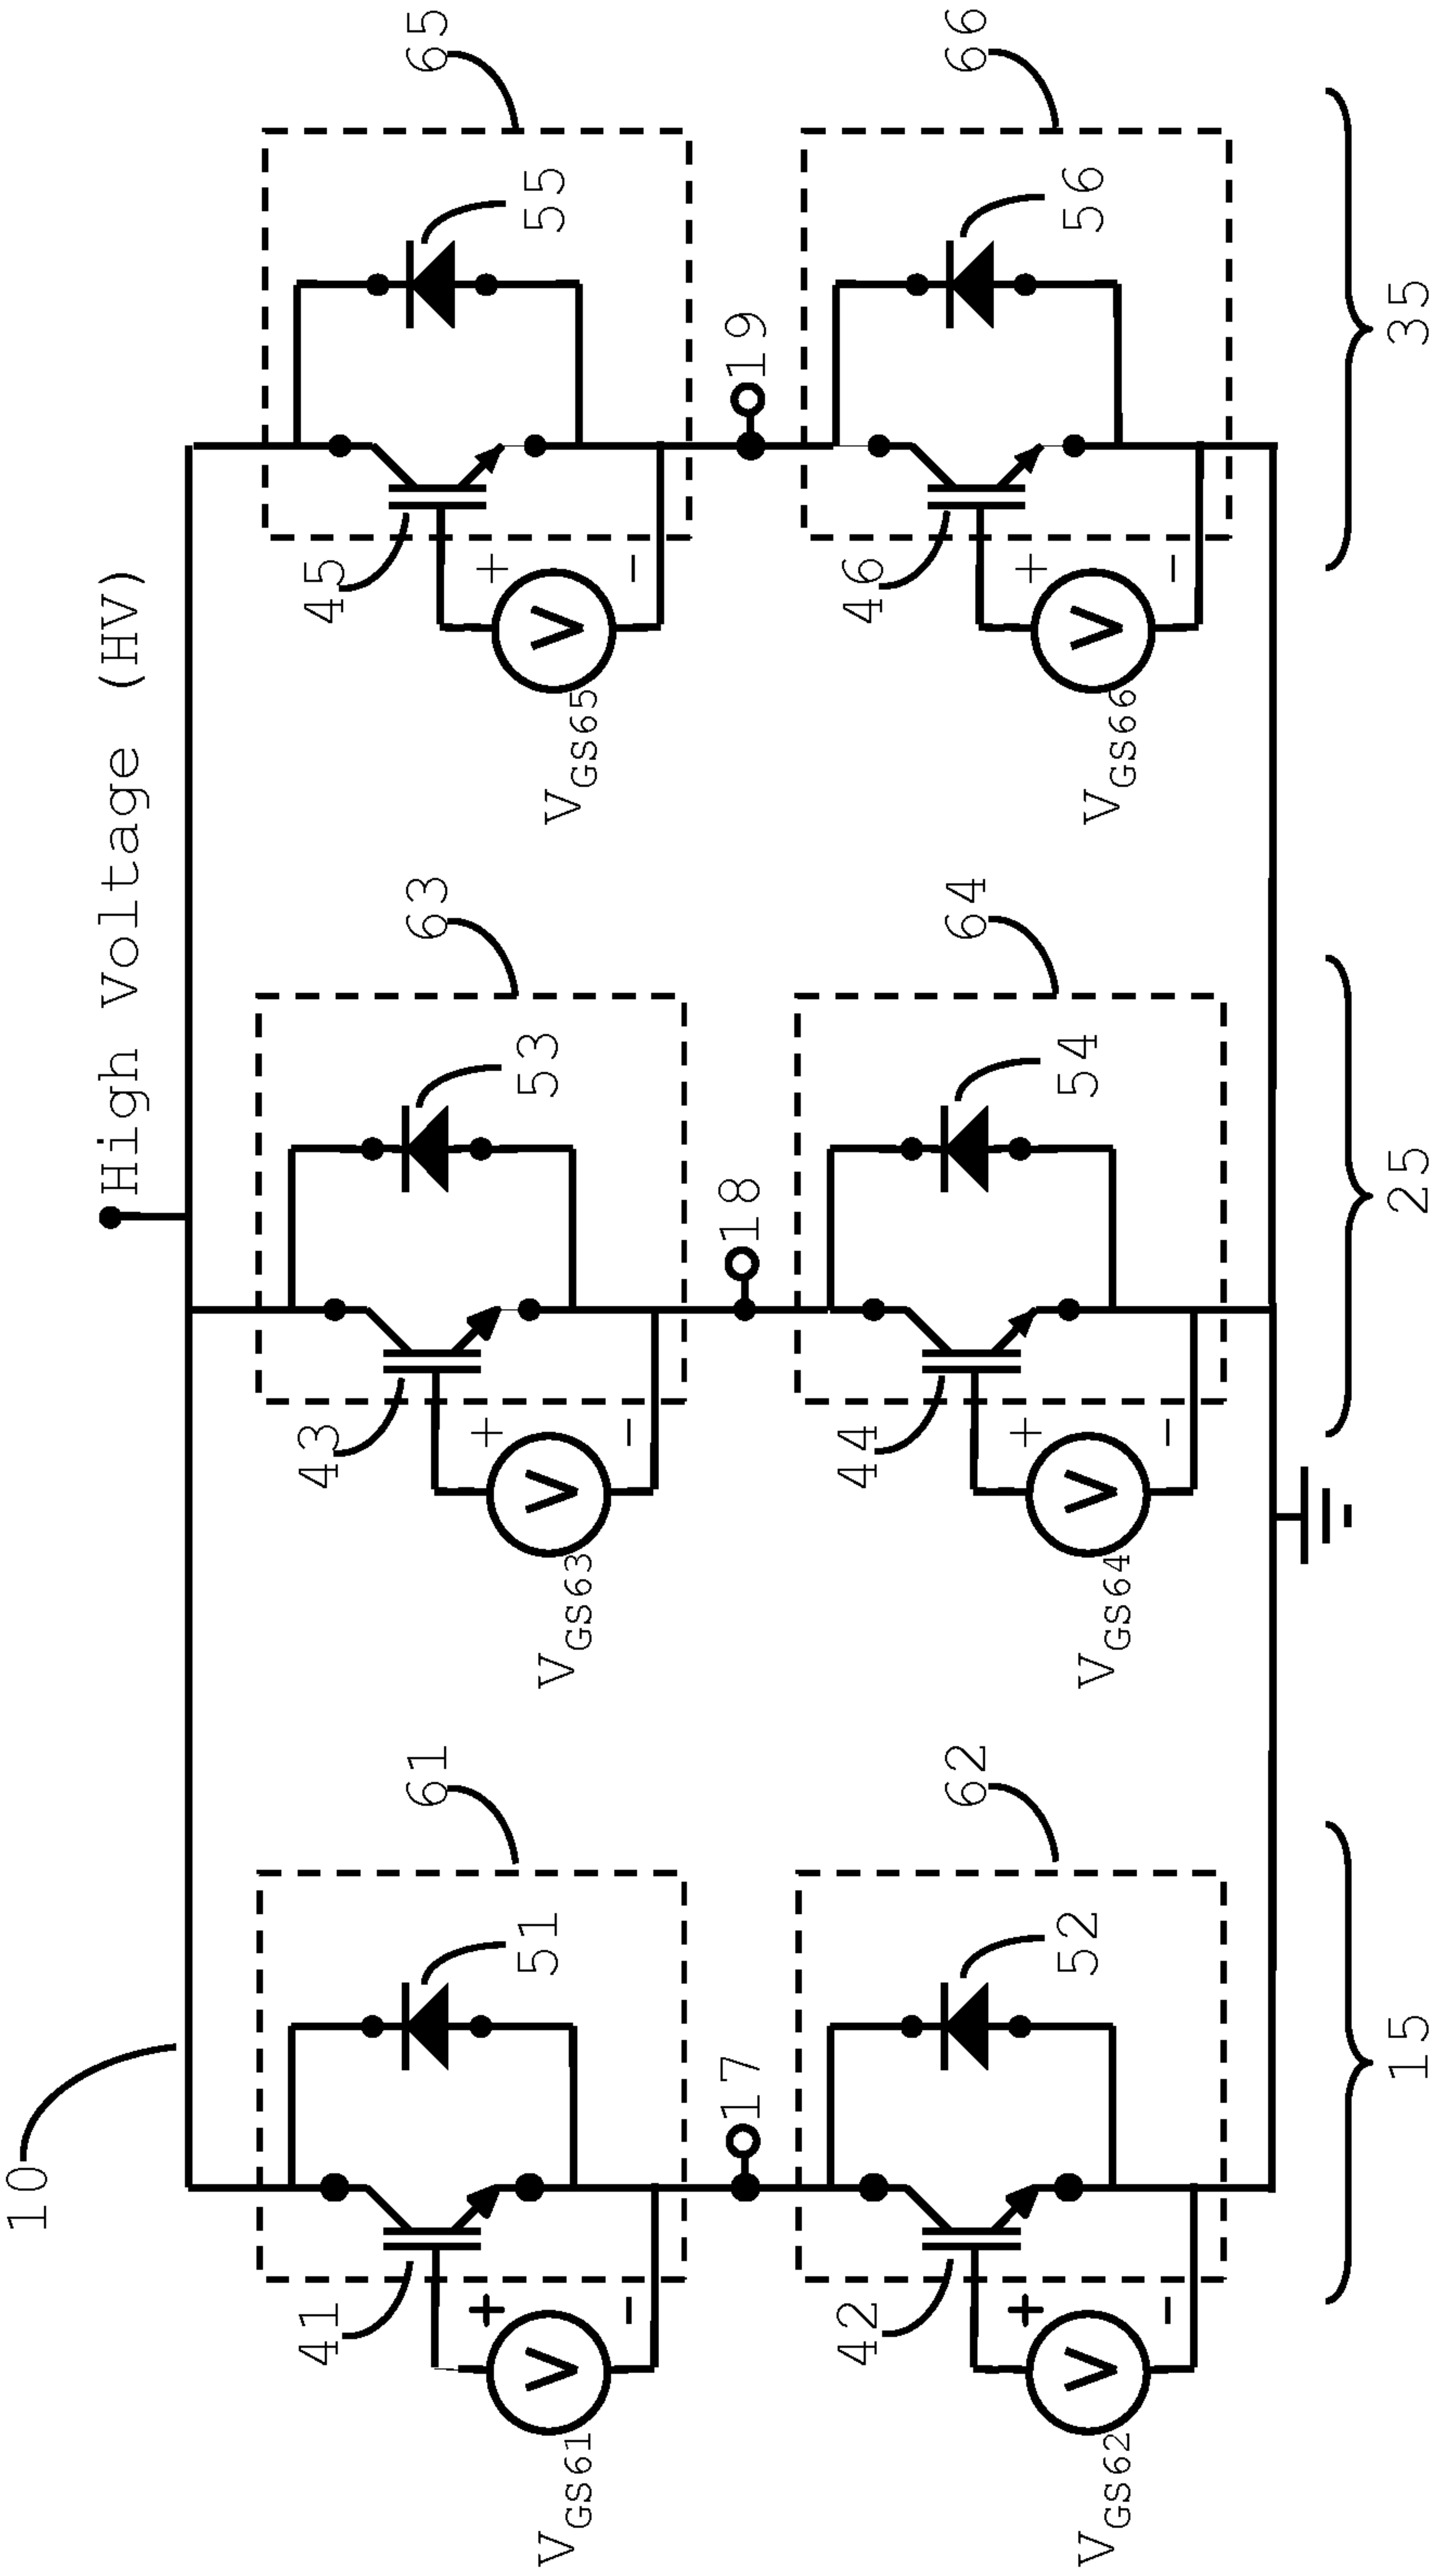 10
High Voltage (HV)
61
63
65
41
51
43
53
45
55
+
V
-
VGS61
+
V
-
VGS63
+
V
-
VGS65
17
18
19
62
64
66
42
52
44
54
46
56
+
V
-
VGS62
+
V
-
VGS64
+
V
-
VGS66
15
25
35